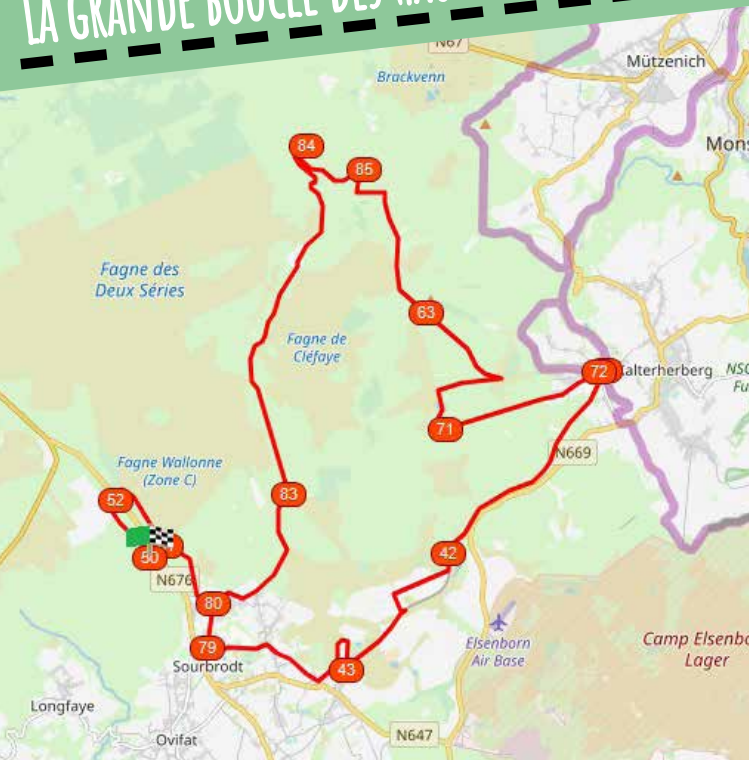 LA GRANDE BOUCLE DES
N67
Mützenich
Brackvenn
84
85
Fagne des
Deux Séries
63
Fagne de
Cléfaye
72
71
N669
Fagne Wallonne
(Zone C)
52
83
50
42
N676
80
79
Sourbrodt
43
Elsenborn
Air Base
Camp Elsenbo
Lager
Longfaye
Ovifat
N647